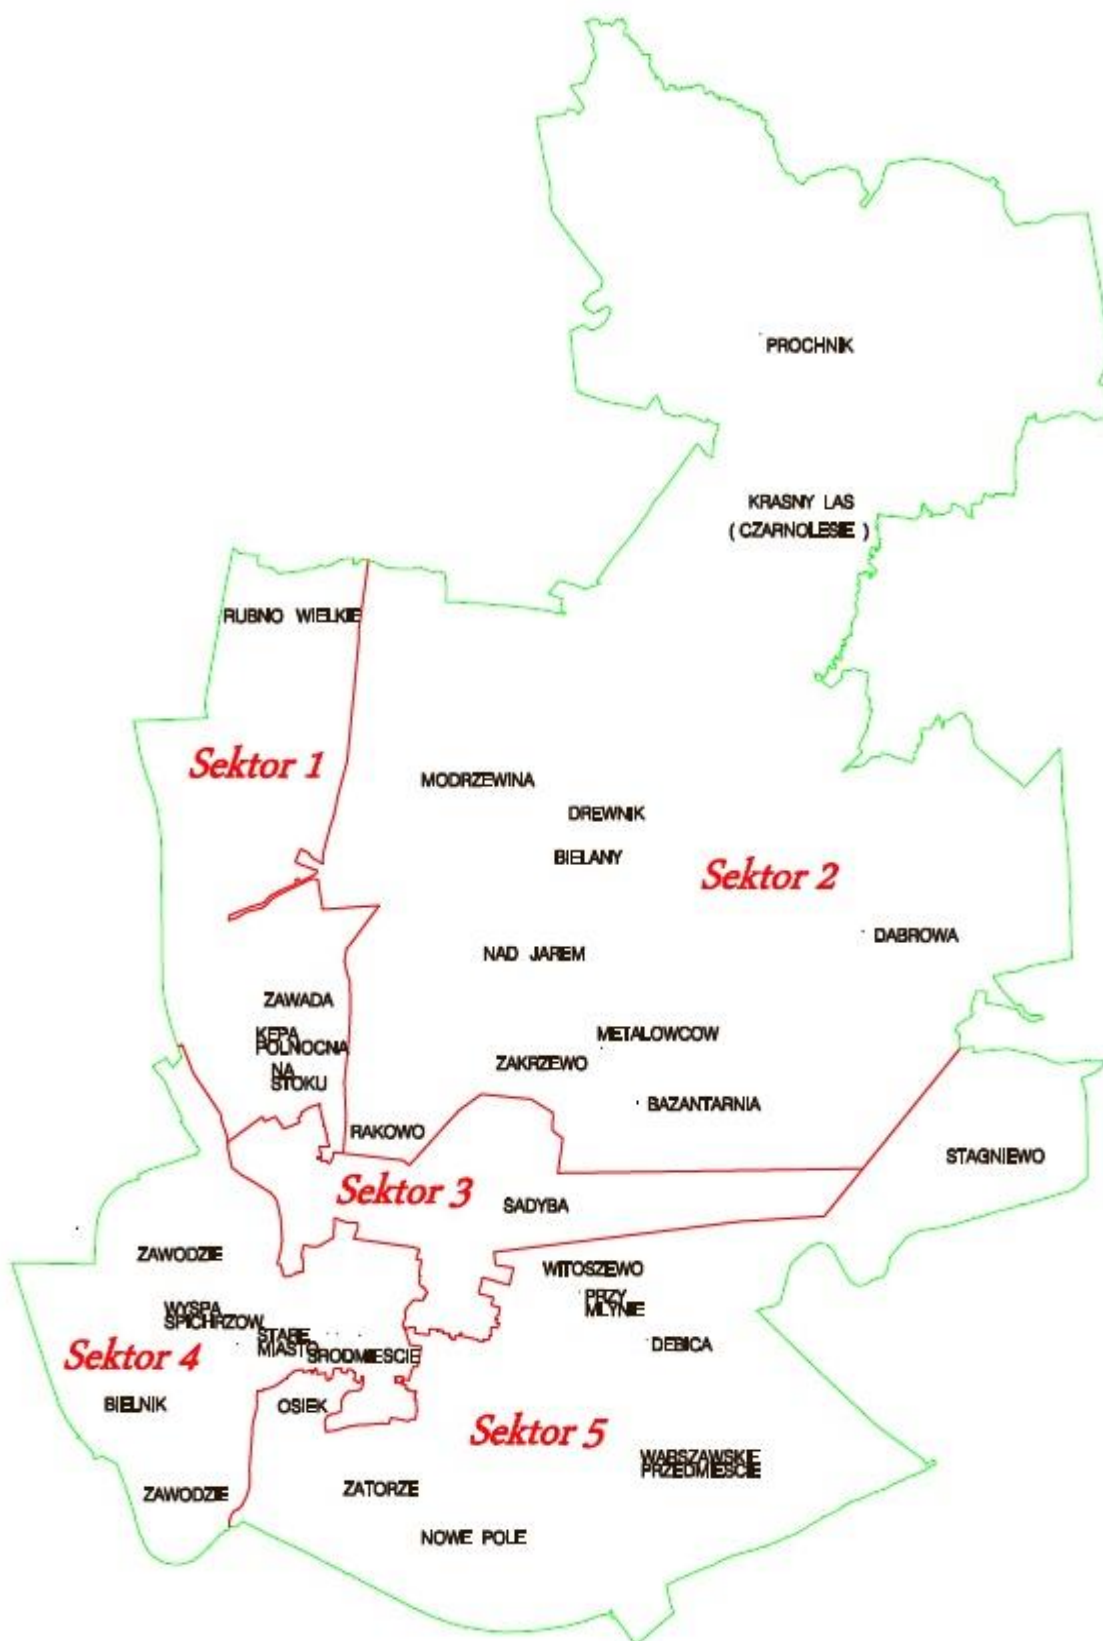 PROCHNIK
KRASNY LAS
( CZARNOLESIE )
RUBNO WIELKIE
Sektor 1
MODRZEWINA
DREWNIK
BIELANY
Sektor 2
DABROWA
NAD JAREM
ZAWADA
KEPA
POLNOCNA
METALOWCOW
ZAKRZEWO
NA
STOKU
BAZANTARNIA
RAKOWO
STAGNIEWO
Sektor 3
SADYBA
ZAWODZIE
WITOSZEWO
PRZY
MLYNIE
WYSPA
SPICHRZOW
STARE
MIASTO
SRODMIESCIE
DEBICA
Sektor 4
BIELNIK
OSIEK
Sektor 5
WARSZAWSKIE
PRZEDMIESCIE
ZAWODZIE
ZATORZE
NOWE POLE